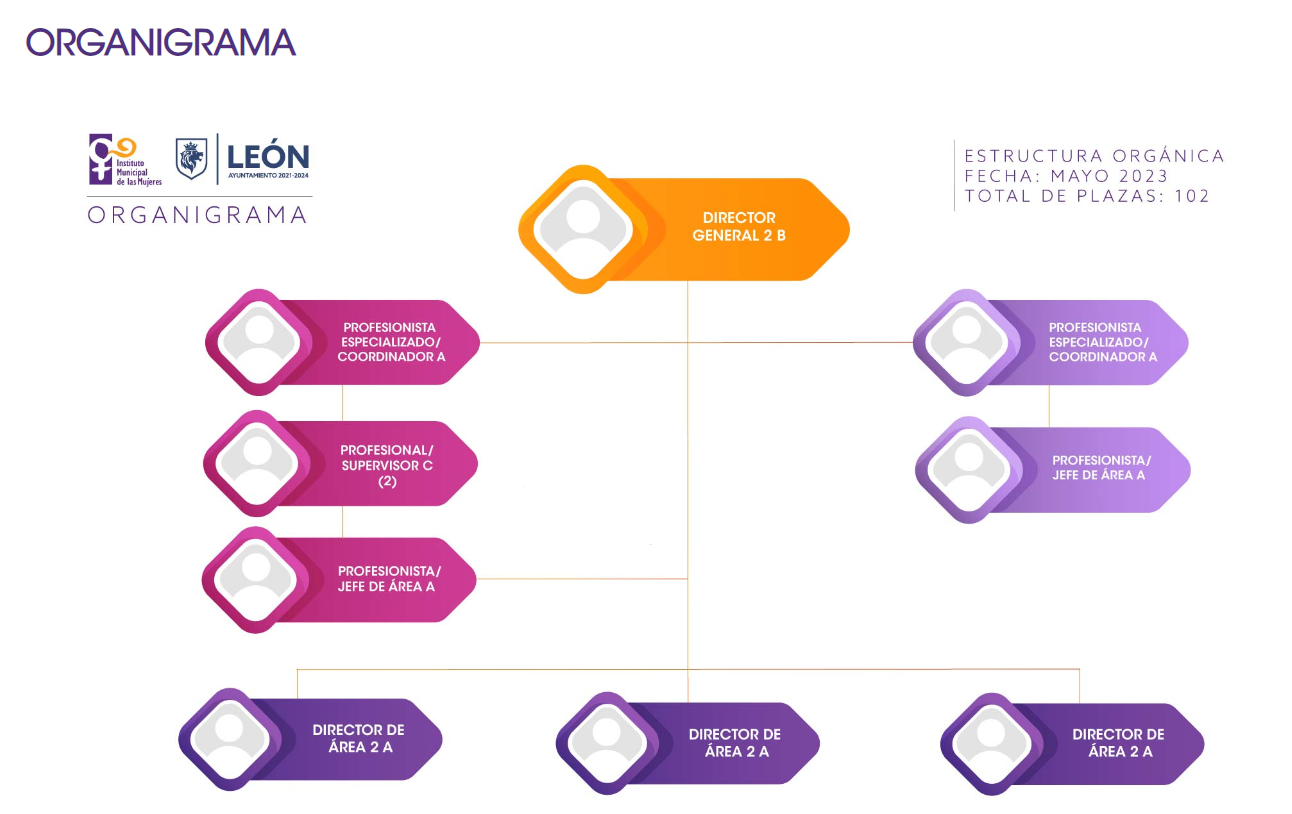 ORGANIGRAMA
Instituto
Municipal
de las Mujeres
LEÓN
AYUNTAMIENTO 2021-2024
ORGANIGRAMA
ESTRUCTURA ORGÁNICA
FECHA: MAYO 2023
TOTAL DE PLAZAS: 102
DIRECTOR
GENERAL 2 B
PROFESIONISTA
ESPECIALIZADO/
COORDINADOR A
PROFESIONISTA
ESPECIALIZADO/
COORDINADOR A
PROFESIONAL/
SUPERVISOR C
(2)
PROFESIONISTA/
JEFE DE ÁREA A
PROFESIONISTA/
JEFE DE ÁREA A
DIRECTOR DE
ÁREA 2 A
DIRECTOR DE
ÁREA 2 A
DIRECTOR DE
ÁREA 2 A